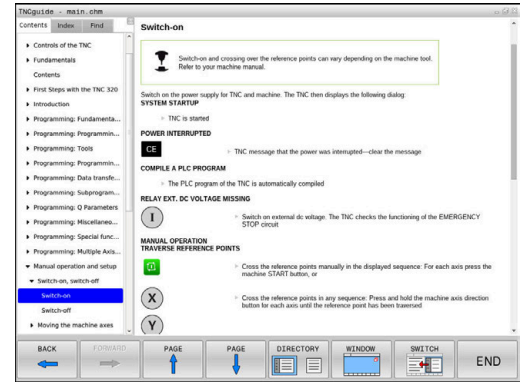 TNCguide - main.chm
Contents Index Find
Controls of the TNC
Fundamentals
Contents
First Steps with the TNC 320
Introduction
Programming: Fundamenta...
Programming: Programmin...
Programming: Tools
Programming: Programmin...
Programming: Data transfe...
Programming: Subprogram...
Programming: Q Parameters
Programming: Miscellaneo...
Programming: Special func...
Programming: Multiple Axis...
Manual operation and setup
Switch-on, switch-off
Switch-on
Switch-off
Moving the machine axes
Switch-on
Switch-on and crossing over the reference points can vary depending on the machine tool.
Refer to your machine manual.
Switch on the power supply for TNC and machine. The TNC then displays the following dialog:
SYSTEM STARTUP
TNC is started
POWER INTERRUPTED
CE
TNC message that the power was interrupted—clear the message
COMPILE A PLC PROGRAM
The PLC program of the TNC is automatically compiled
RELAY EXT. DC VOLTAGE MISSING
I
Switch on external dc voltage. The TNC checks the functioning of the EMERGENCY
STOP circuit
MANUAL OPERATION
TRAVERSE REFERENCE POINTS
Cross the reference points manually in the displayed sequence: For each axis press the
machine START button, or
X
Cross the reference points in any sequence: Press and hold the machine axis direction
button for each axis until the reference point has been traversed
Y
BACK
FORWARD
PAGE
PAGE
DIRECTORY
WINDOW
SWITCH
END